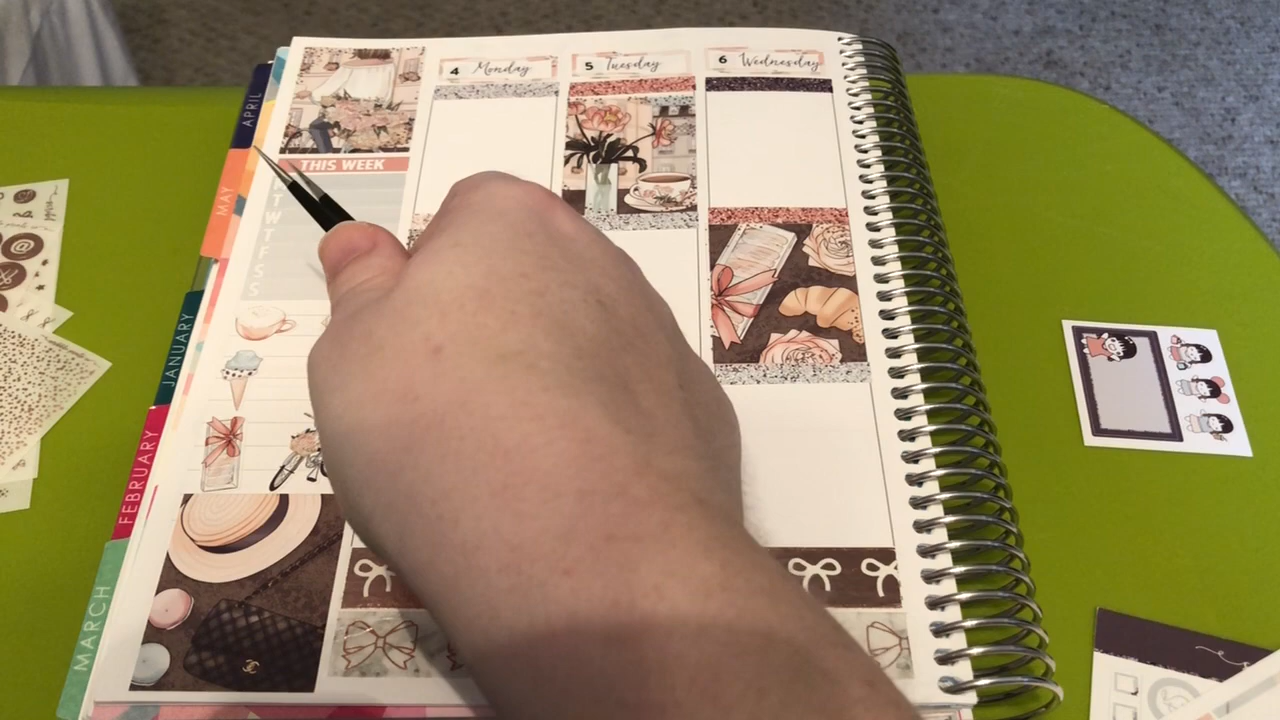 4 Monday
5 Tuesday
6 Wednesday
THIS WEEK
T
W
T
F
S
S
APRIL
MAY
JANUARY
FEBRUARY
MARCH
@